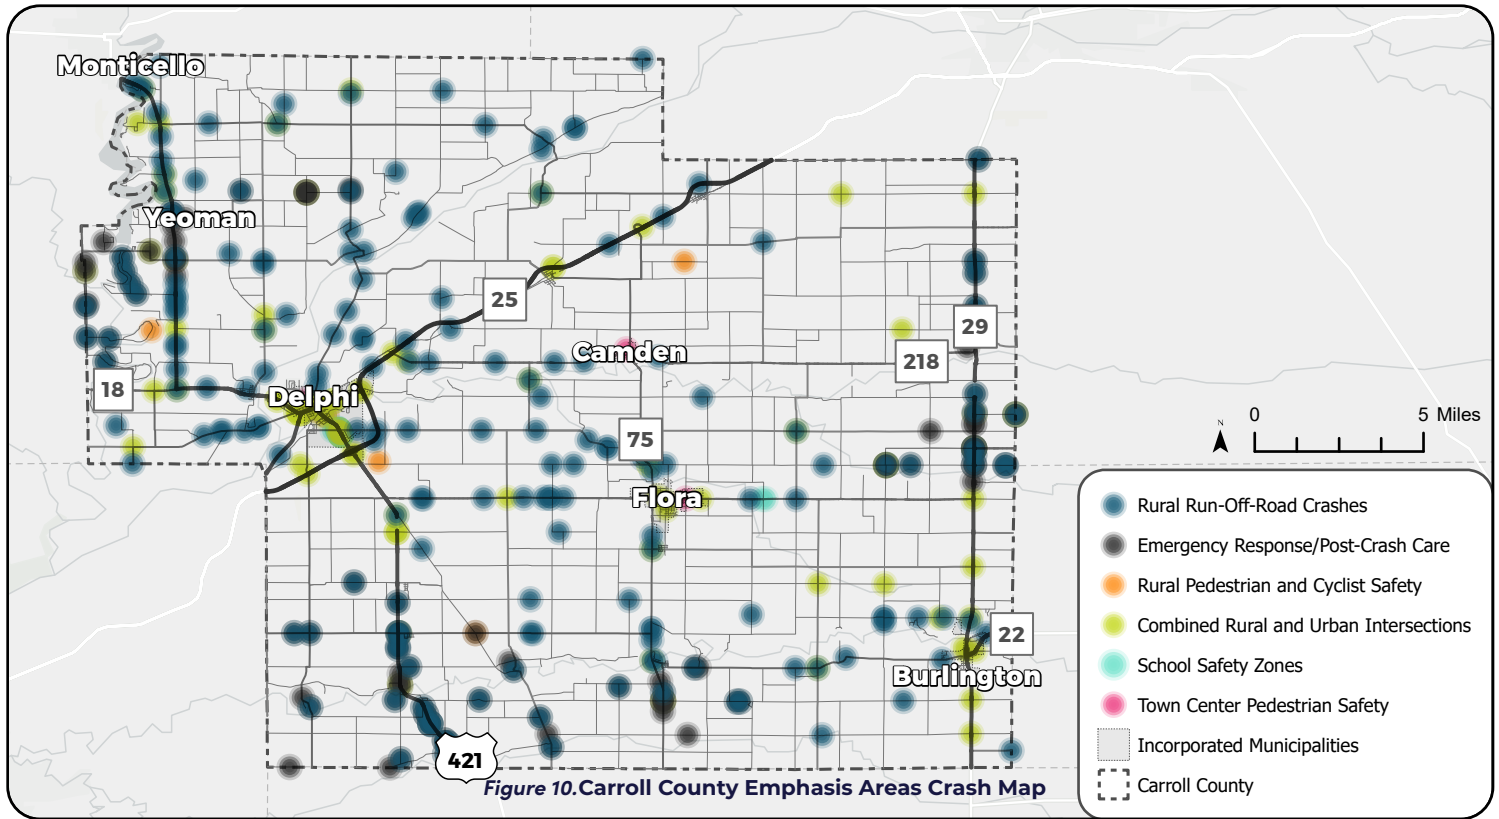 Monticello
Yeoman
25
Camden
29
218
18
Delphi
75
Flora
22
Burlington
421
N
0 5 Miles
Rural Run-Off-Road Crashes
Emergency Response/Post-Crash Care
Rural Pedestrian and Cyclist Safety
Combined Rural and Urban Intersections
School Safety Zones
Town Center Pedestrian Safety
Incorporated Municipalities
Carroll County
Figure 10.Carroll County Emphasis Areas Crash Map